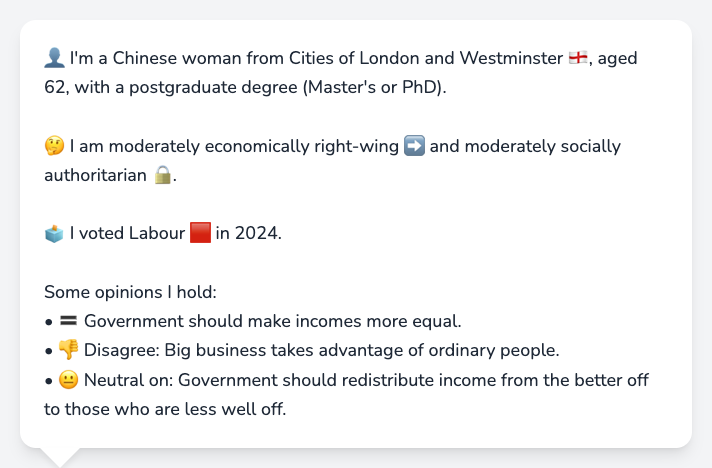 👤 I'm a Chinese woman from Cities of London and Westminster 🏴󠁧󠁢󠁥󠁮󠁧󠁿, aged
62, with a postgraduate degree (Master's or PhD).
🤔 I am moderately economically right-wing ➡️ and moderately socially
authoritarian 🔒.
🗳️ I voted Labour 🟥 in 2024.
Some opinions I hold:
• 🟰 Government should make incomes more equal.
• 👎 Disagree: Big business takes advantage of ordinary people.
• 😐 Neutral on: Government should redistribute income from the better off
to those who are less well off.